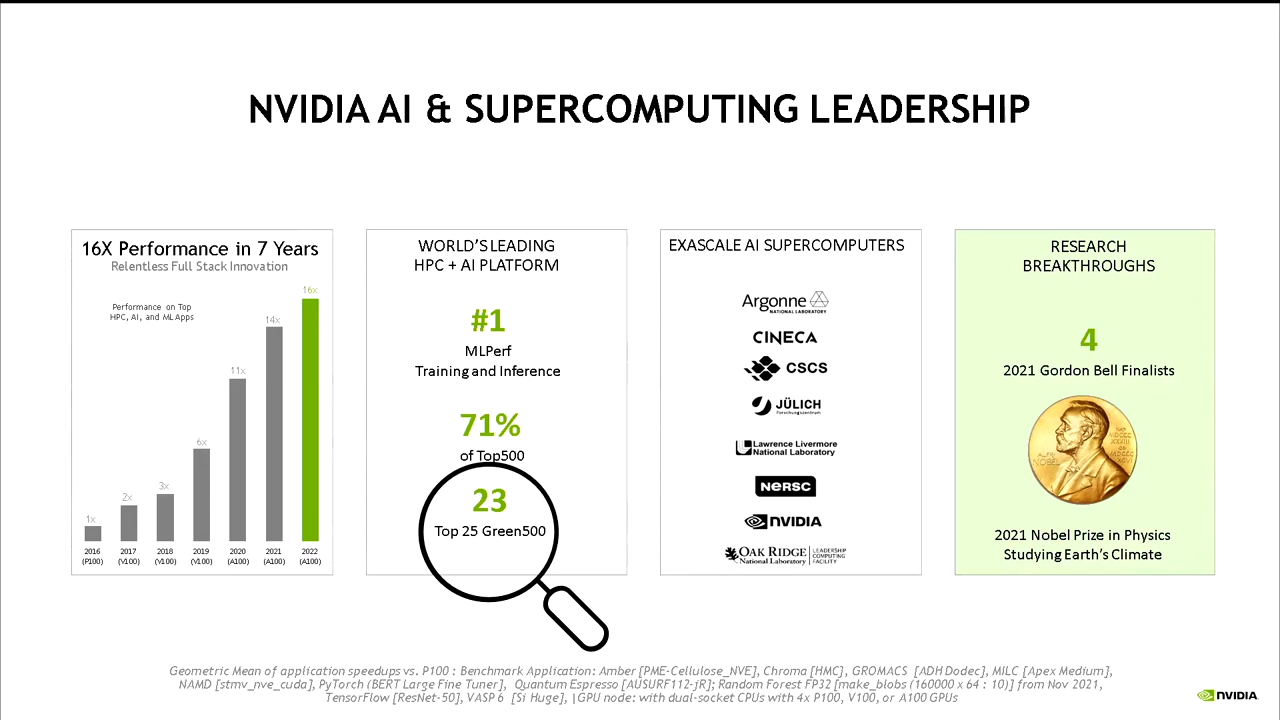 NVIDIA AI & SUPERCOMPUTING LEADERSHIP
16X Performance in 7 Years
Relentless Full Stack Innovation
Performance on Top
HPC, AI, and ML Apps
1x
2x
3x
6x
11x
14x
16x
2016
(P100)
2017
(V100)
2018
(V100)
2019
(V100)
2020
(A100)
2021
(A100)
2022
(A100)
WORLD'S LEADING
HPC + AI PLATFORM
#1
MLPerf
Training and Inference
71%
of Top500
23
Top 25 Green500
EXASCALE AI SUPERCOMPUTERS
Argonne
NATIONAL LABORATORY
CINECA
CSCS
JÜLICH
Forschungszentrum
Lawrence Livermore
National Laboratory
NERSC
NVIDIA
OAK RIDGE
National Laboratory
LEADERSHIP
COMPUTING
FACILITY
RESEARCH
BREAKTHROUGHS
4
2021 Gordon Bell Finalists
2021 Nobel Prize in Physics
Studying Earth's Climate
Geometric Mean of application speedups vs. P100 : Benchmark Application: Amber [PME-Cellulose_NVE], Chroma [HMC], GROMACS [ADH Dodec], MILC [Apex Medium],
NAMD [stmv_nve_cuda], PyTorch (BERT Large Fine Tuner], Quantum Espresso [AUSURF112-jR]; Random Forest FP32 [make_blobs (160000 x 64 : 10)] from Nov 2021,
TensorFlow [ResNet-50], VASP 6 [Si Huge], |GPU node: with dual-socket CPUs with 4x P100, V100, or A100 GPUs
NVIDIA